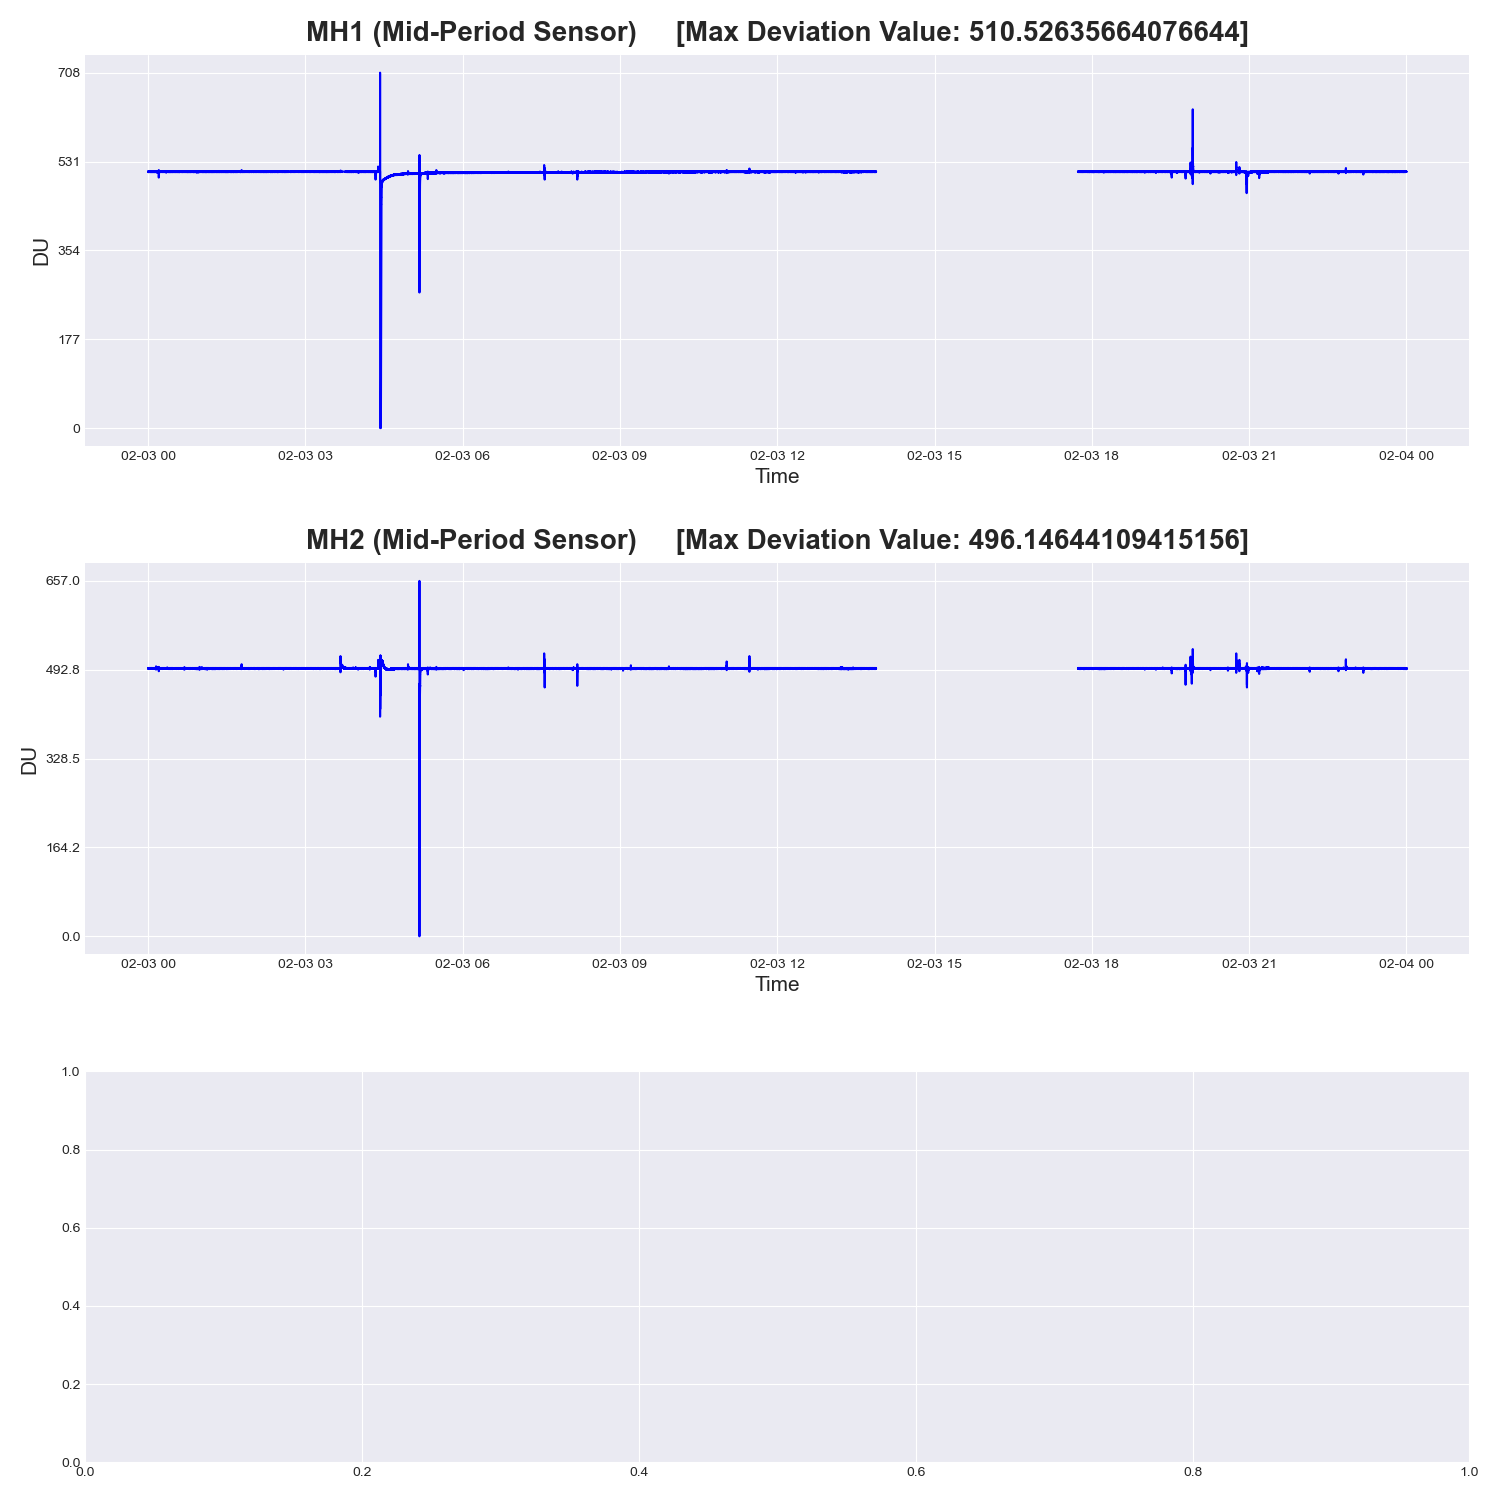 MH1 (Mid-Period Sensor)     [Max Deviation Value: 510.52635664076644]
708
531
354
177
0
DU
02-03 00 02-03 03 02-03 06 02-03 09 02-03 12 02-03 15 02-03 18 02-03 21 02-04 00
Time
MH2 (Mid-Period Sensor)     [Max Deviation Value: 496.14644109415156]
657.0
492.8
328.5
164.2
0.0
DU
02-03 00 02-03 03 02-03 06 02-03 09 02-03 12 02-03 15 02-03 18 02-03 21 02-04 00
Time
1.0
0.8
0.6
0.4
0.2
0.0
0.0 0.2 0.4 0.6 0.8 1.0